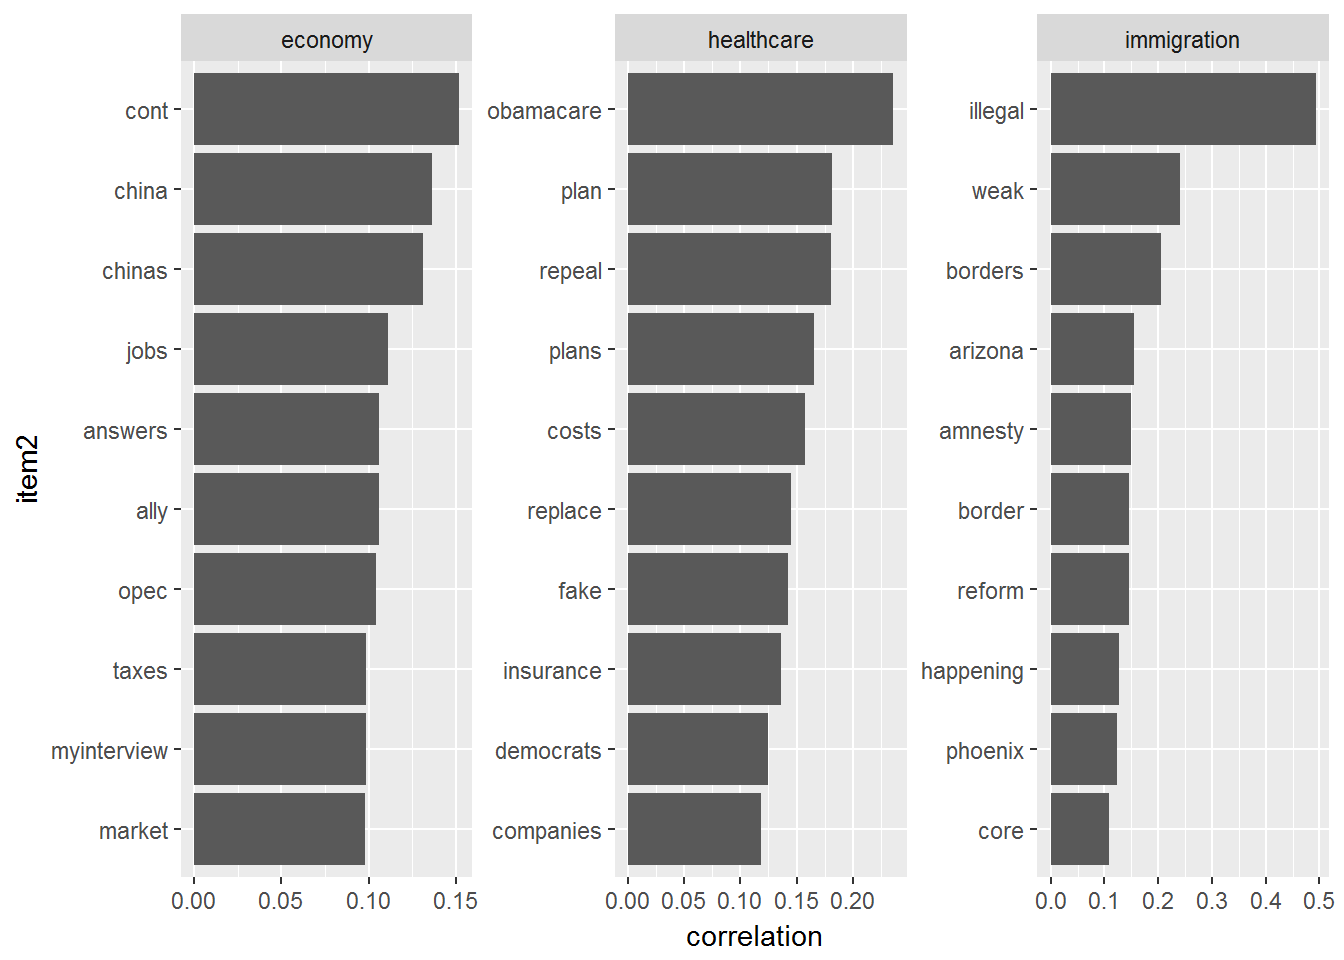 economy
healthcare
immigration
item2
cont
china
chinas
jobs
answers
ally
opec
taxes
myinterview
market
0.00 0.05 0.10 0.15
obamacare
plan
repeal
plans
costs
replace
fake
insurance
democrats
companies
0.00 0.05 0.10 0.15 0.20
illegal
weak
borders
arizona
amnesty
border
reform
happening
phoenix
core
0.0 0.1 0.2 0.3 0.4 0.5
correlation